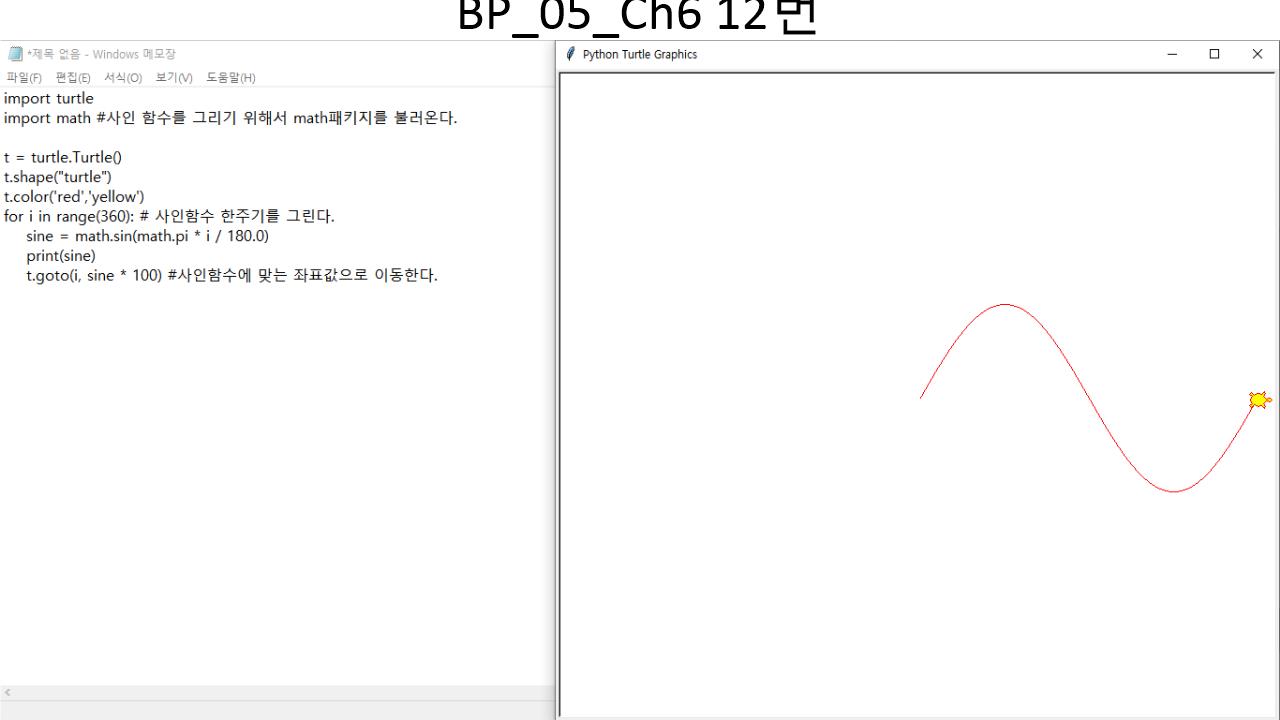 BP_05_Ch6 12번
*제목 없음 - Windows 메모장
파일(F) 편집(E) 서식(O) 보기(V) 도움말(H)
import turtle
import math #사인 함수를 그리기 위해서 math패키지를 불러온다.
t = turtle.Turtle()
t.shape("turtle")
t.color('red','yellow')
for i in range(360): # 사인함수 한주기를 그린다.
sine = math.sin(math.pi * i / 180.0)
print(sine)
t.goto(i, sine * 100) #사인함수에 맞는 좌표값으로 이동한다.
Python Turtle Graphics